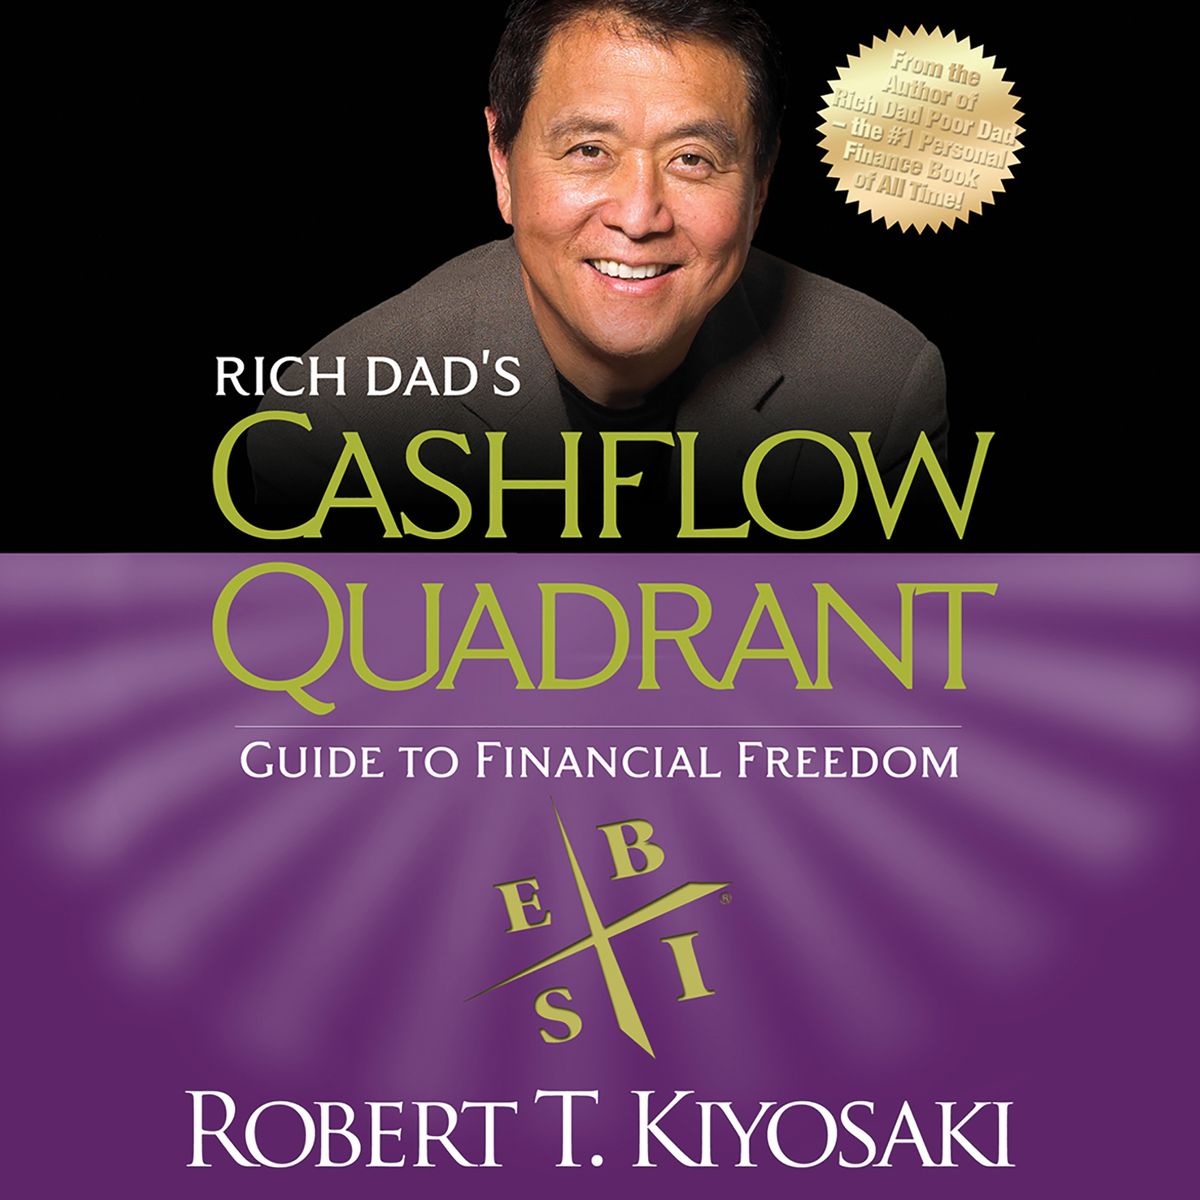 From the
Author of
Rich Dad Poor Dad
– the #1 Personal
Finance Book
of All Time!
RICH DAD'S
CASHFLOW
QUADRANT
GUIDE TO FINANCIAL FREEDOM
E B
S I ®
ROBERT T. KIYOSAKI